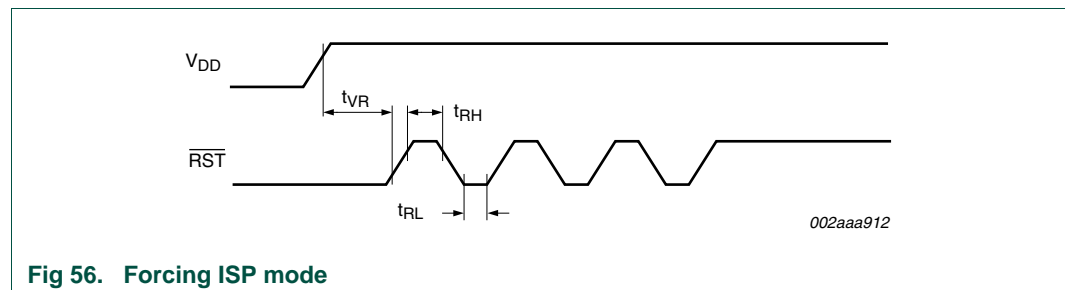 VDD
tVR
tRH
RST
tRL
002aaa912
Fig 56. Forcing ISP mode